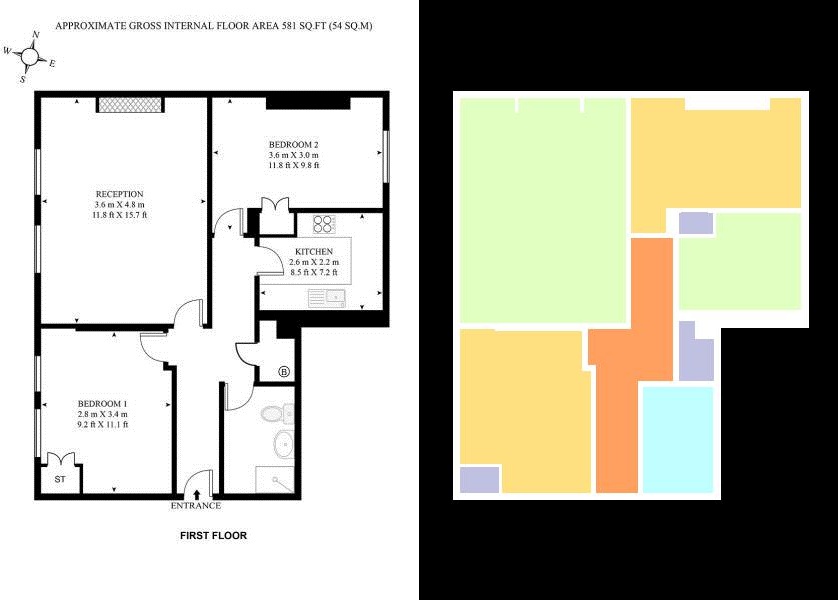 APPROXIMATE GROSS INTERNAL FLOOR AREA 581 SQ.FT (54 SQ.M)
N
W
E
S
BEDROOM 2
3.6 m X 3.0 m
11.8 ft X 9.8 ft
RECEPTION
3.6 m X 4.8 m
11.8 ft X 15.7 ft
KITCHEN
2.6 m X 2.2 m
8.5 ft X 7.2 ft
B
BEDROOM 1
2.8 m X 3.4 m
9.2 ft X 11.1 ft
ST
ENTRANCE
FIRST FLOOR